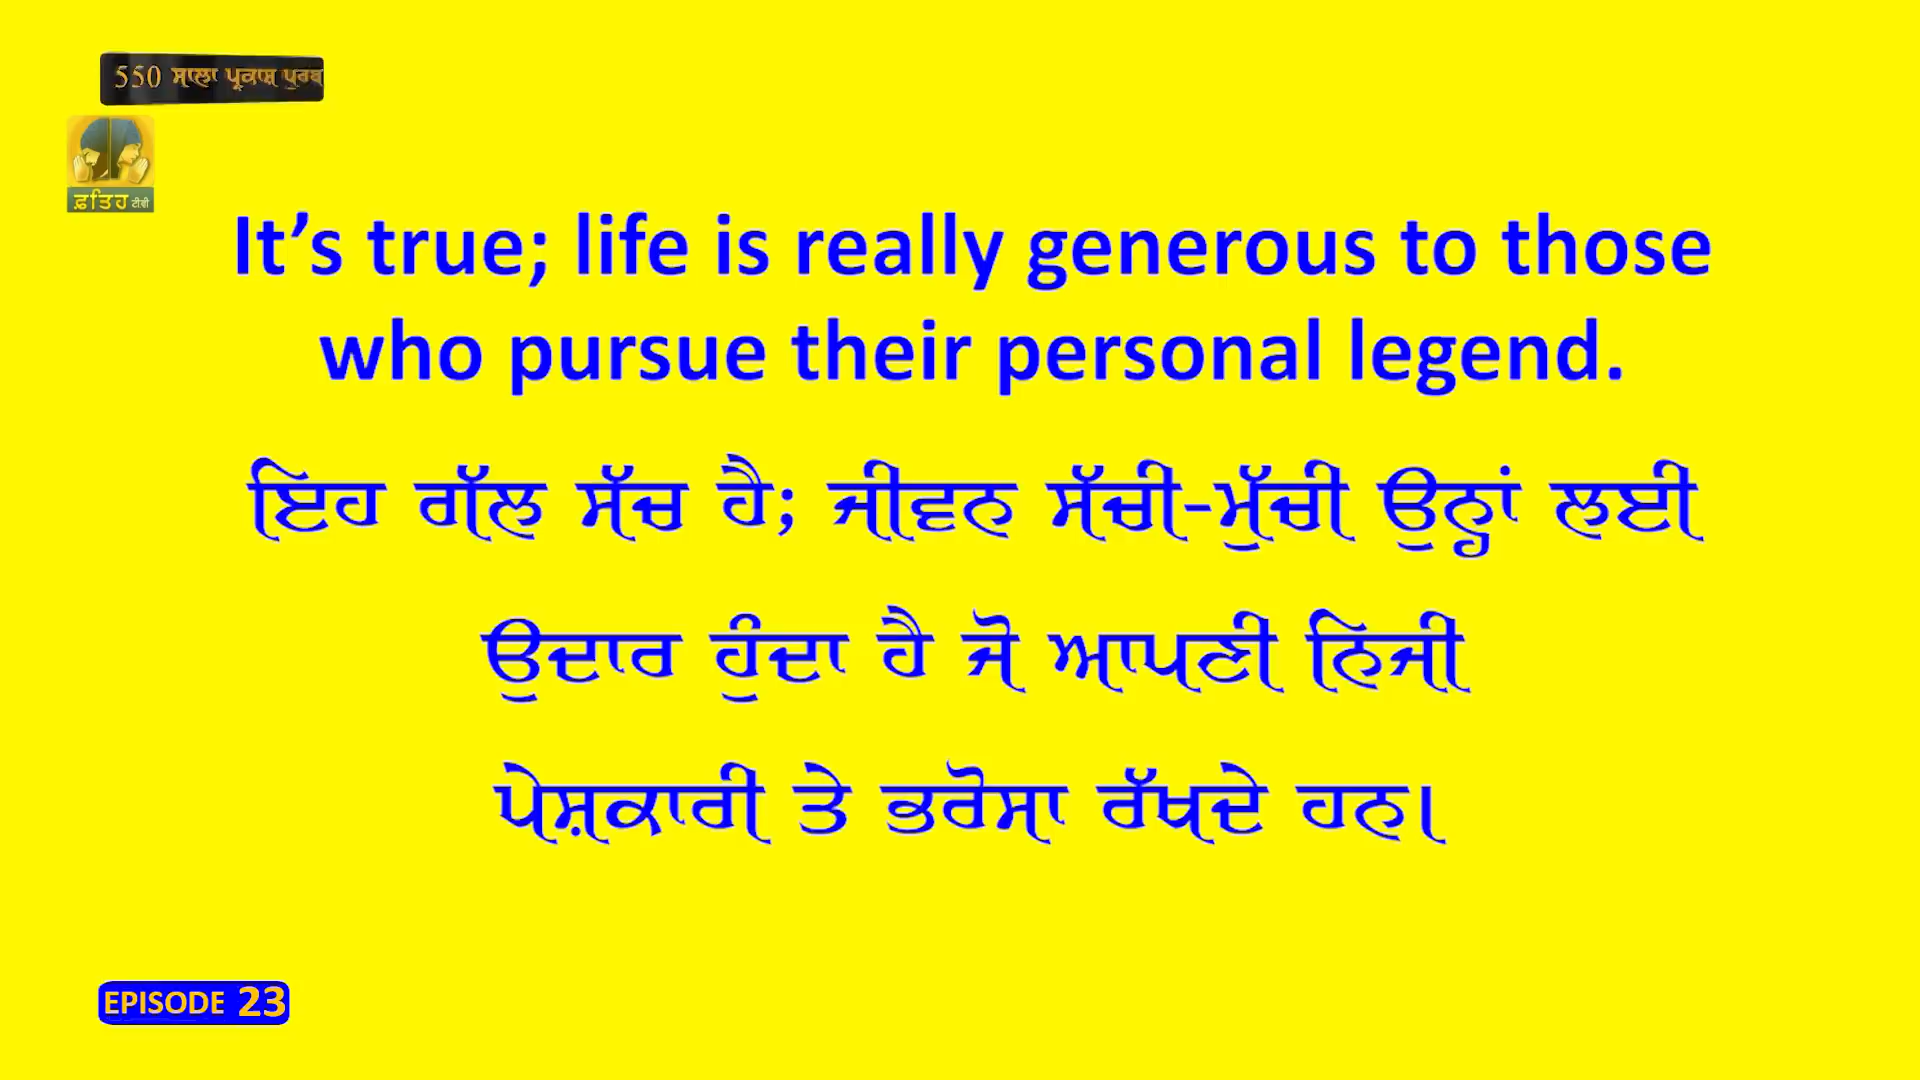 550 ਸਾਲਾ ਪ੍ਰਕਾਸ਼ ਪੁਰਬ
ਫ਼ਤਿਹ ਟੀਵੀ
It’s true; life is really generous to those
who pursue their personal legend.
ਇਹ ਗੱਲ ਸੱਚ ਹੈ; ਜੀਵਨ ਸੱਚੀ-ਮੁੱਚੀ ਉਨ੍ਹਾਂ ਲਈ
ਉਦਾਰ ਹੁੰਦਾ ਹੈ ਜੋ ਆਪਣੀ ਨਿੱਜੀ
ਪੇਸ਼ਕਾਰੀ ਤੇ ਭਰੋਸਾ ਰੱਖਦੇ ਹਨ।
EPISODE 23